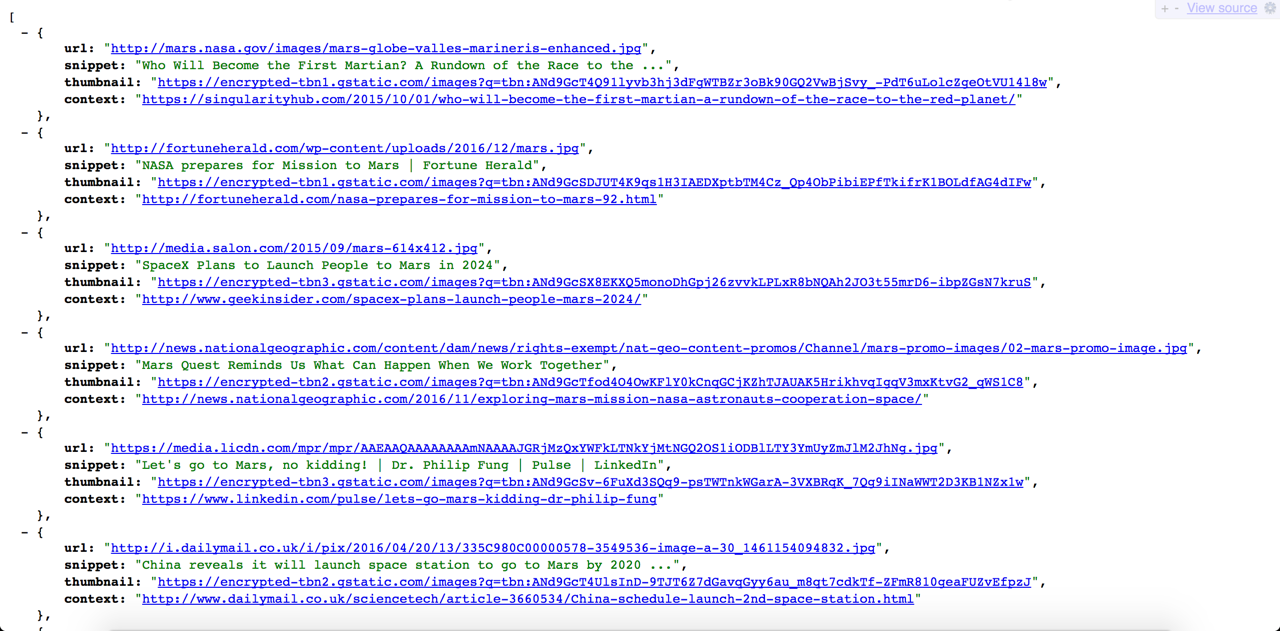 + - View source
[
- {
url: "http://mars.nasa.gov/images/mars-globe-valles-marineris-enhanced.jpg",
snippet: "Who Will Become the First Martian? A Rundown of the Race to the ...",
thumbnail: "https://encrypted-tbn1.gstatic.com/images?q=tbn:ANd9GcT4Q9llyvb3hj3dFgWTBZr3oBk90GQ2VwBjSvy_-PdT6uLolcZgeOtVU14l8w",
context: "https://singularityhub.com/2015/10/01/who-will-become-the-first-martian-a-rundown-of-the-race-to-the-red-planet/"
},
- {
url: "http://fortuneherald.com/wp-content/uploads/2016/12/mars.jpg",
snippet: "NASA prepares for Mission to Mars | Fortune Herald",
thumbnail: "https://encrypted-tbn1.gstatic.com/images?q=tbn:ANd9GcSDJUT4K9qs1H3IAEDXptbTM4Cz_Qp4ObPibiEPfTkifrK1BOLdfAG4dIFw",
context: "http://fortuneherald.com/nasa-prepares-for-mission-to-mars-92.html"
},
- {
url: "http://media.salon.com/2015/09/mars-614x412.jpg",
snippet: "SpaceX Plans to Launch People to Mars in 2024",
thumbnail: "https://encrypted-tbn3.gstatic.com/images?q=tbn:ANd9GcSX8EKXQ5monoDhGpj26zvvkLPLxR8bNQAh2JO3t55mrD6-ibpZGsN7kruS",
context: "http://www.geekinsider.com/spacex-plans-launch-people-mars-2024/"
},
- {
url: "http://news.nationalgeographic.com/content/dam/news/rights-exempt/nat-geo-content-promos/Channel/mars-promo-images/02-mars-promo-image.jpg",
snippet: "Mars Quest Reminds Us What Can Happen When We Work Together",
thumbnail: "https://encrypted-tbn2.gstatic.com/images?q=tbn:ANd9GcTfod4O4OwKFlY0kCnqGCjKZhTJAUAK5HrikhvqIgqV3mxKtvG2_qWS1C8",
context: "http://news.nationalgeographic.com/2016/11/exploring-mars-mission-nasa-astronauts-cooperation-space/"
},
- {
url: "https://media.licdn.com/mpr/mpr/AAEAAQAAAAAAAAmNAAAAJGRjMzQxYWFkLTNkYjMtNGQ2OS1iODBlLTY3YmUyZmJlM2JhNg.jpg",
snippet: "Let's go to Mars, no kidding! | Dr. Philip Fung | Pulse | LinkedIn",
thumbnail: "https://encrypted-tbn3.gstatic.com/images?q=tbn:ANd9GcSv-6FuXd3SQq9-psTWTnkWGarA-3VXBRqK_7Qg9iINaWWT2D3KB1NZx1w",
context: "https://www.linkedin.com/pulse/lets-go-mars-kidding-dr-philip-fung"
},
- {
url: "http://i.dailymail.co.uk/i/pix/2016/04/20/13/335C980C00000578-3549536-image-a-30_1461154094832.jpg",
snippet: "China reveals it will launch space station to go to Mars by 2020 ...",
thumbnail: "https://encrypted-tbn2.gstatic.com/images?q=tbn:ANd9GcT4UlsInD-9TJT6Z7dGavqGyy6au_m8qt7cdkTf-ZFmR810geaFUZvEfpzJ",
context: "http://www.dailymail.co.uk/sciencetech/article-3660534/China-schedule-launch-2nd-space-station.html"
},